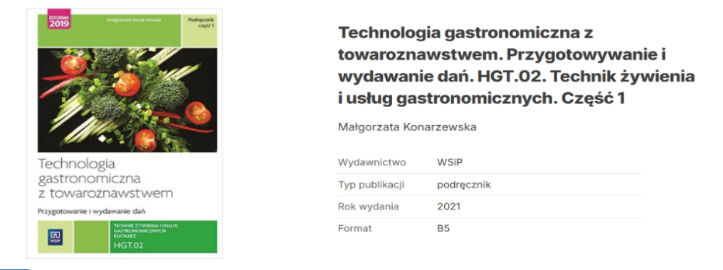 REFORMA
2019
Małgorzata Konarzewska
Podręcznik
część 1
Technologia
gastronomiczna
z towaroznawstwem
Przygotowanie i wydawanie dań
WSiP
TECHNIK ŻYWIENIA I USŁUG
GASTRONOMICZNYCH
KUCHARZ
HGT.02
Technologia gastronomiczna z
towaroznawstwem. Przygotowywanie i
wydawanie dań. HGT.02. Technik żywienia
i usług gastronomicznych. Część 1
Małgorzata Konarzewska
Wydawnictwo WSiP
Typ publikacji podręcznik
Rok wydania 2021
Format B5